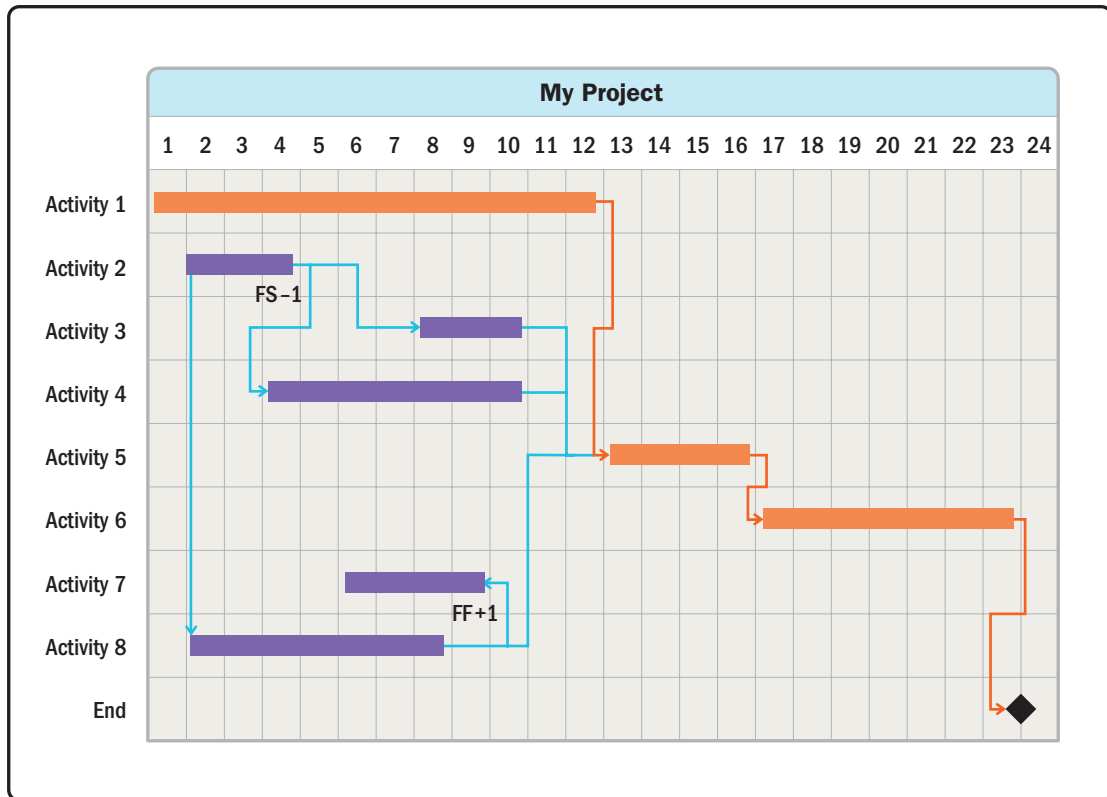 My Project
1 2 3 4 5 6 7 8 9 10 11 12 13 14 15 16 17 18 19 20 21 22 23 24
Activity 1
Activity 2
FS–1
Activity 3
Activity 4
Activity 5
Activity 6
Activity 7
FF+1
Activity 8
End